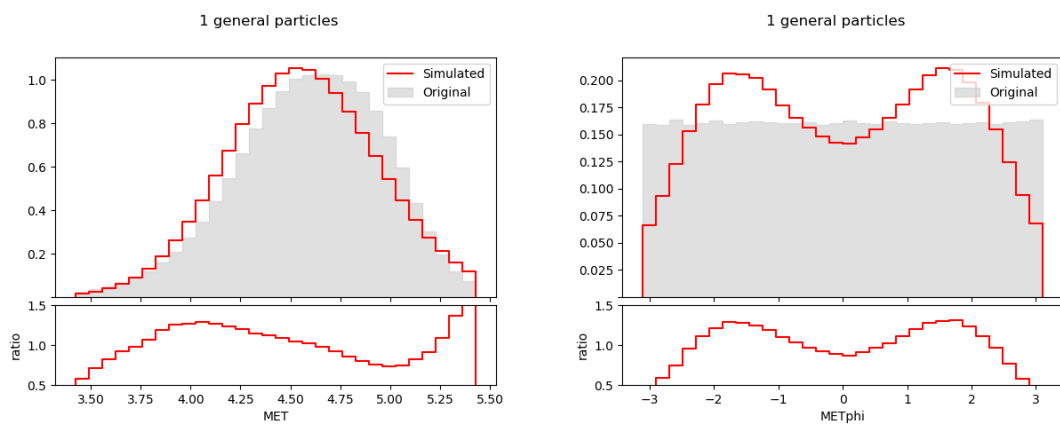 1 general particles
1.0
0.8
0.6
0.4
0.2
Simulated
Original
1.5
1.0
0.5
ratio
3.50 3.75 4.00 4.25 4.50 4.75 5.00 5.25 5.50
MET
1 general particles
0.200
0.175
0.150
0.125
0.100
0.075
0.050
0.025
Simulated
Original
1.5
1.0
0.5
ratio
−3 −2 −1 0 1 2 3
METphi